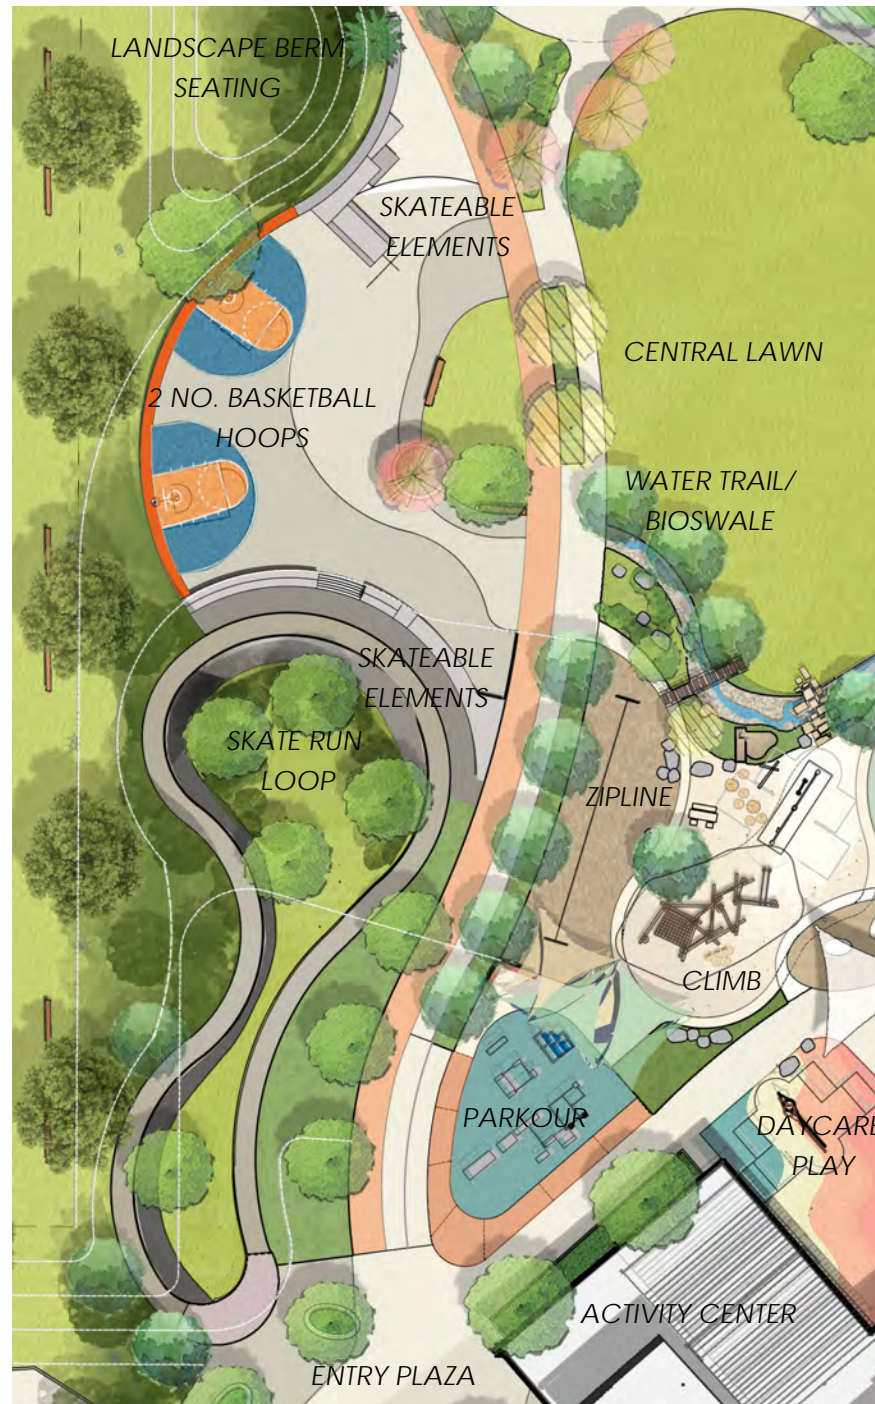 LANDSCAPE BERM
SEATING
SKATEABLE
ELEMENTS
CENTRAL LAWN
2 NO. BASKETBALL
HOOPS
WATER TRAIL/
BIOSWALE
SKATEABLE
ELEMENTS
SKATE RUN
LOOP
ZIPLINE
CLIMB
PARKOUR
DAYCARE
PLAY
ACTIVITY CENTER
ENTRY PLAZA